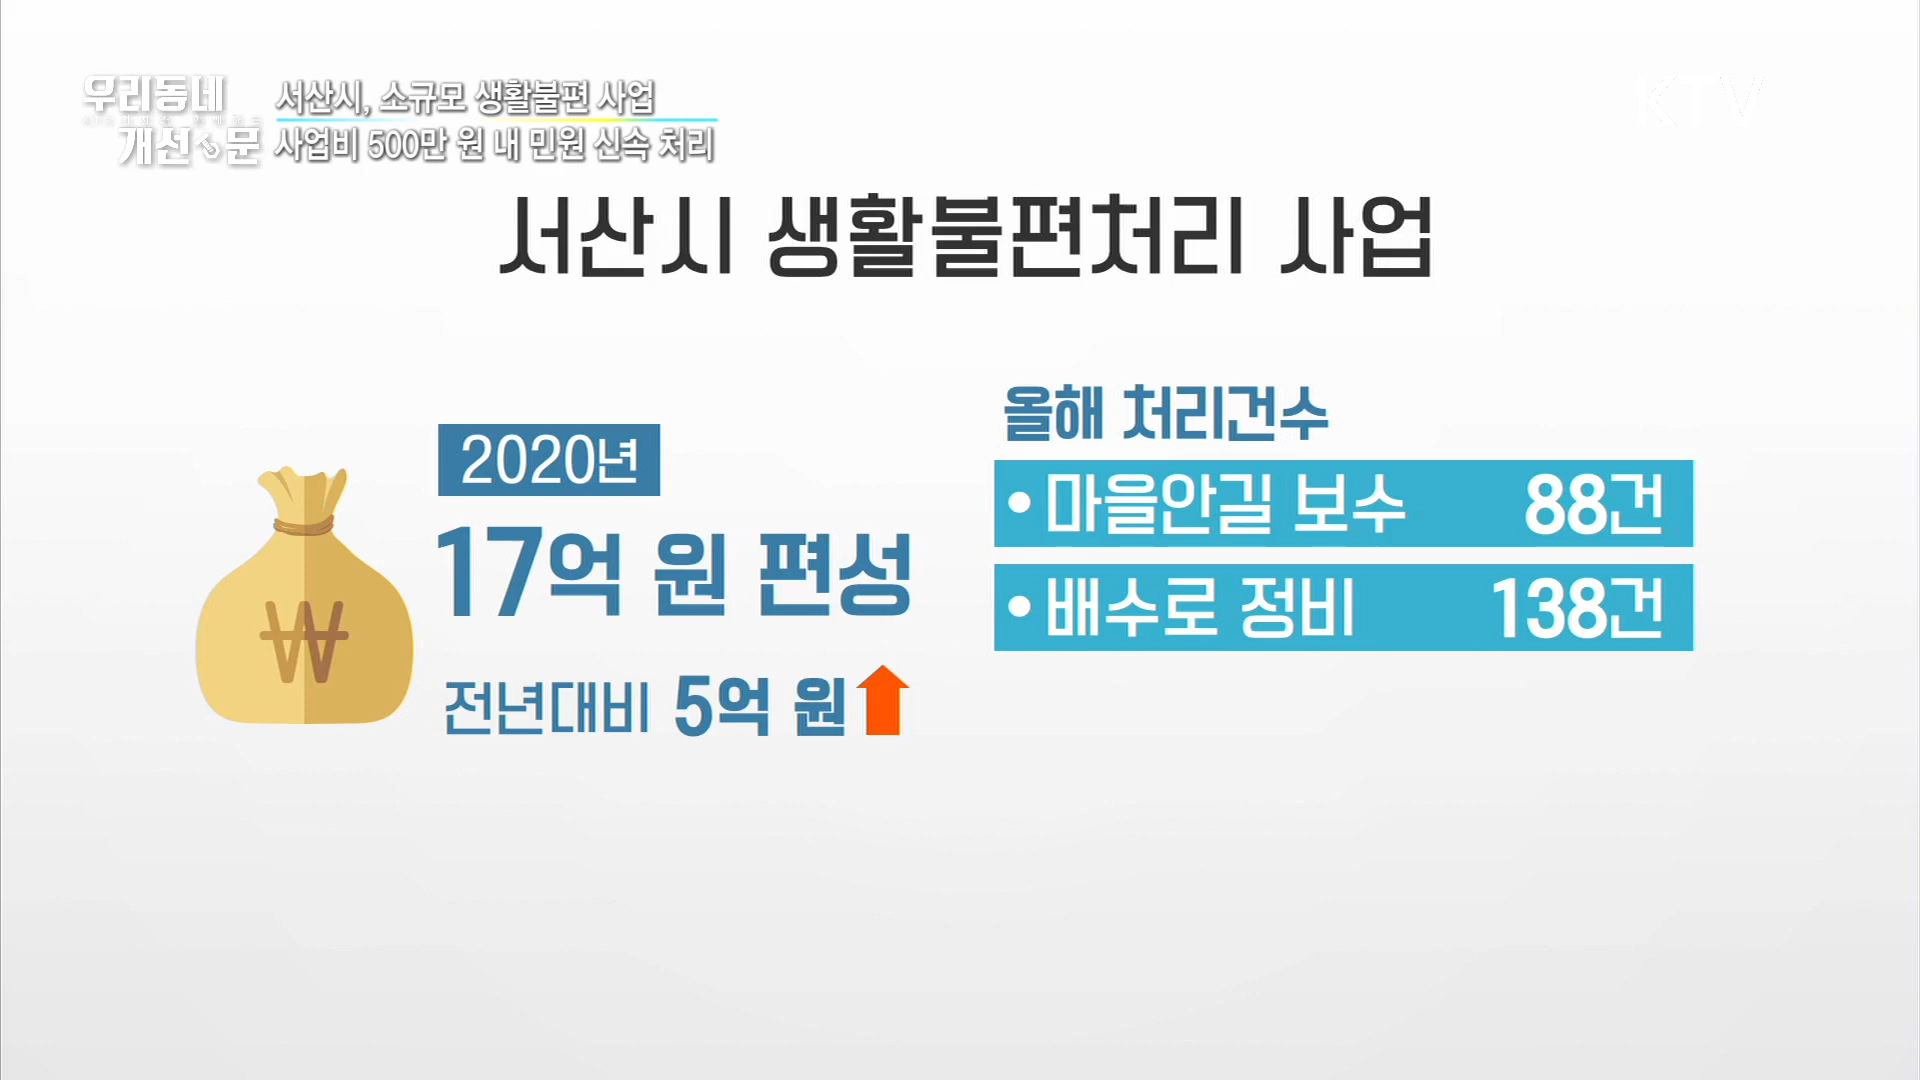 우리동네
개선문
서산시, 소규모 생활불편 사업
사업비 500만 원 내 민원 신속 처리
KTV
서산시 생활불편처리 사업
2020년
17억 원 편성
전년대비 5억 원
올해 처리건수
• 마을안길 보수 88건
• 배수로 정비 138건
₩